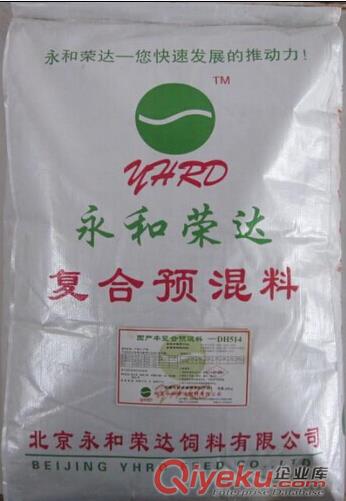 永和荣达—您快速发展的推动力！
TM
YHRD
永和荣达
复合预混料
围产牛复合预混料 —DH514
北京永和荣达饲料有限公司
BEIJING YHRD FEED CO., LTD.
Qiyeku.com 企业库
Enterprise Database